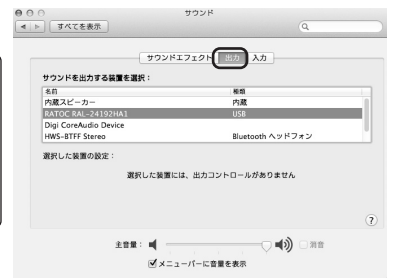 サウンド
すべてを表示
サウンドエフェクト 出力 入力
サウンドを出力する装置を選択：
名前 種類
内蔵スピーカー 内蔵
RATOC RAL-24192HA1 USB
Digi CoreAudio Device
HWS-BTFF Stereo Bluetooth ヘッドフォン
選択した装置の設定：
選択した装置には、出力コントロールがありません
?
主音量： 消音
メニューバーに音量を表示